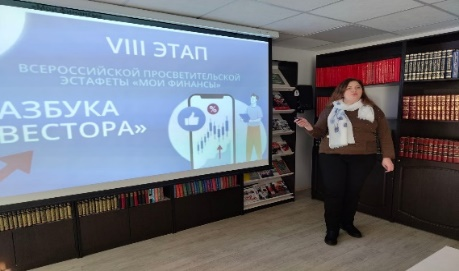 VIII ЭТАП
ВСЕРОССИЙСКОЙ ПРОСВЕТИТЕЛЬСКОЙ
ЭСТАФЕТЫ «МОИ ФИНАНСЫ»
АЗБУКА
ВЕСТОРА»